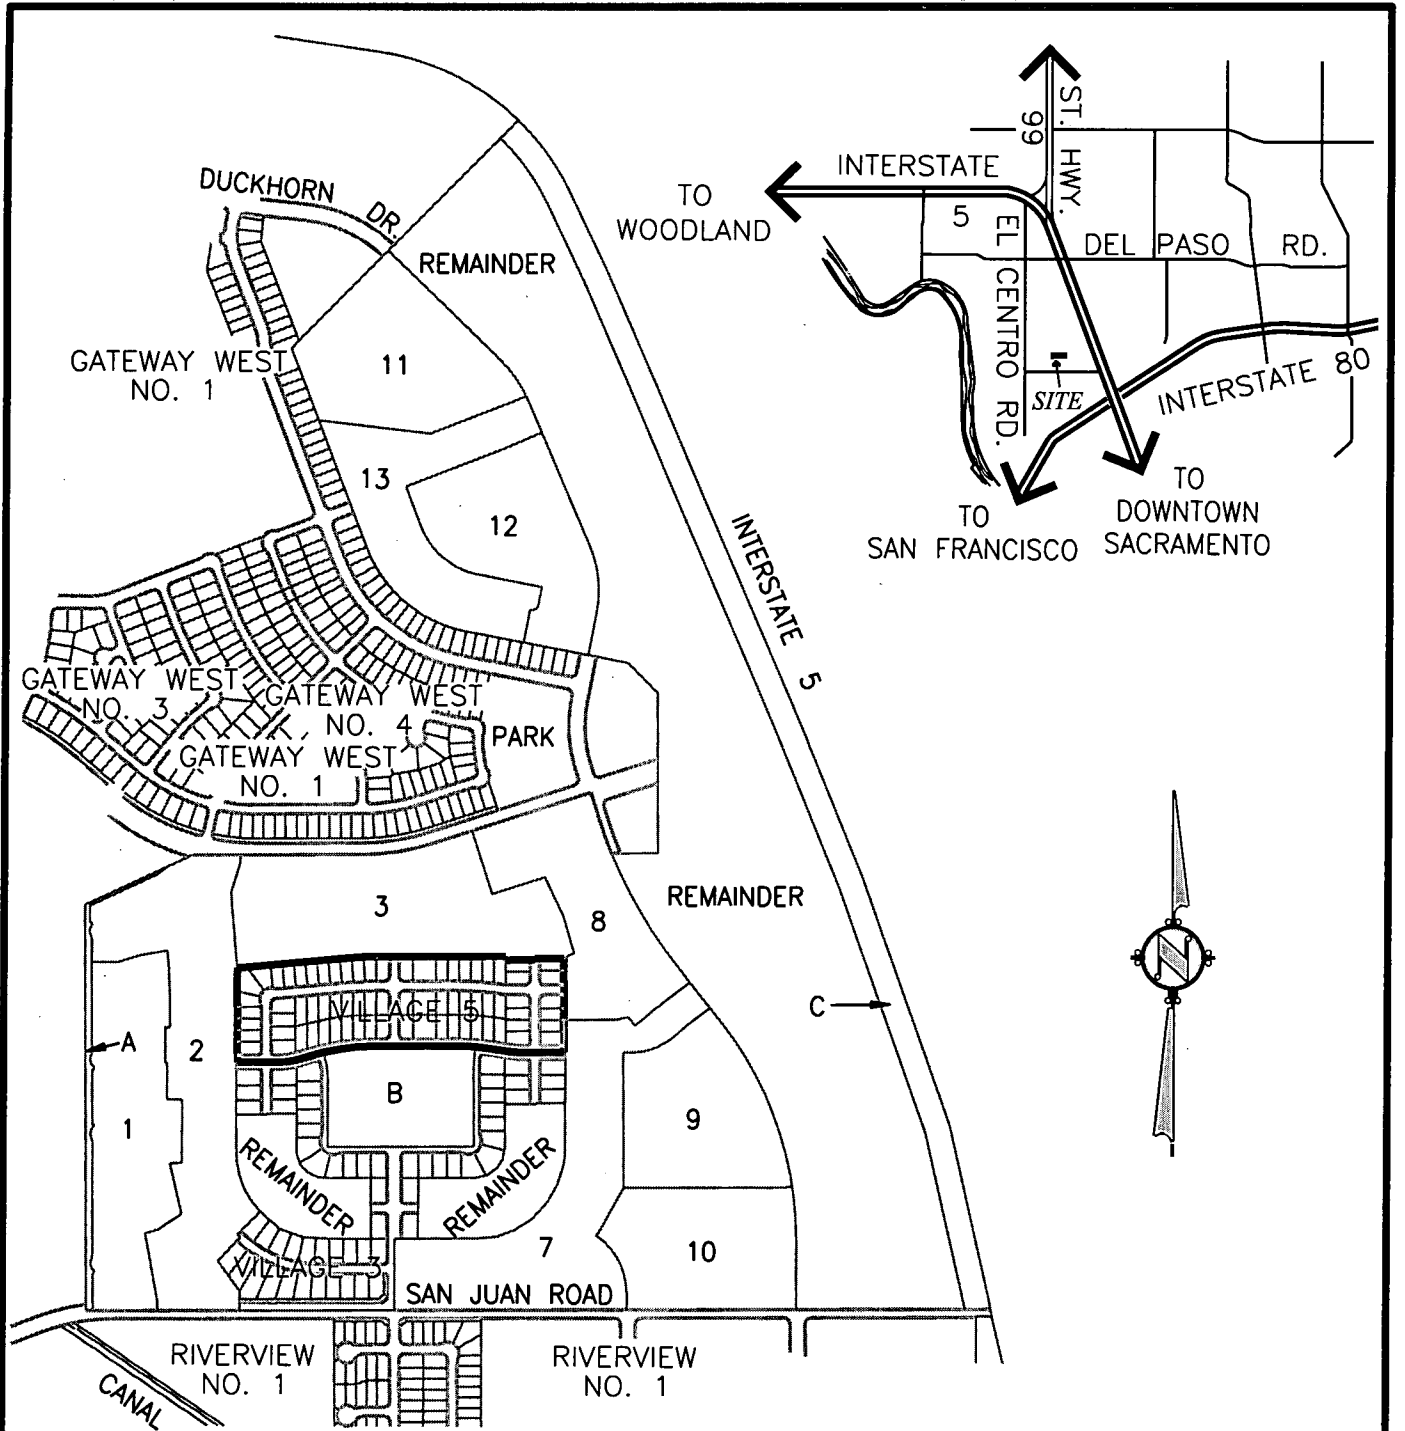 ST. HWY.
99
INTERSTATE
5
TO
WOODLAND
EL CENTRO RD.
DEL PASO RD.
SITE
INTERSTATE 80
TO
SAN FRANCISCO
TO
DOWNTOWN
SACRAMENTO
DUCKHORN DR.
REMAINDER
GATEWAY WEST
NO. 1
11
13
12
INTERSTATE 5
GATEWAY WEST
NO. 3
GATEWAY WEST
NO. 4
PARK
GATEWAY WEST
NO. 1
3
8
REMAINDER
VILLAGE 5
C
A
2
B
1
9
REMAINDER
REMAINDER
7
10
VILLAGE 3
SAN JUAN ROAD
RIVERVIEW
NO. 1
RIVERVIEW
NO. 1
CANAL
N